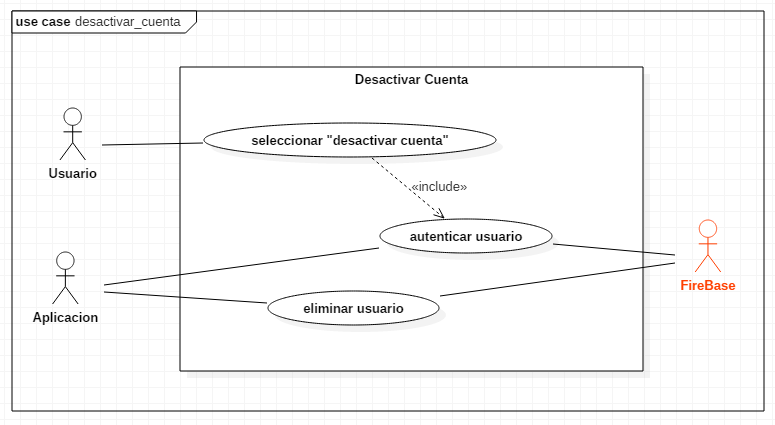 use case desactivar_cuenta
Desactivar Cuenta
seleccionar "desactivar cuenta"
Usuario
«include»
autenticar usuario
FireBase
Aplicacion
eliminar usuario